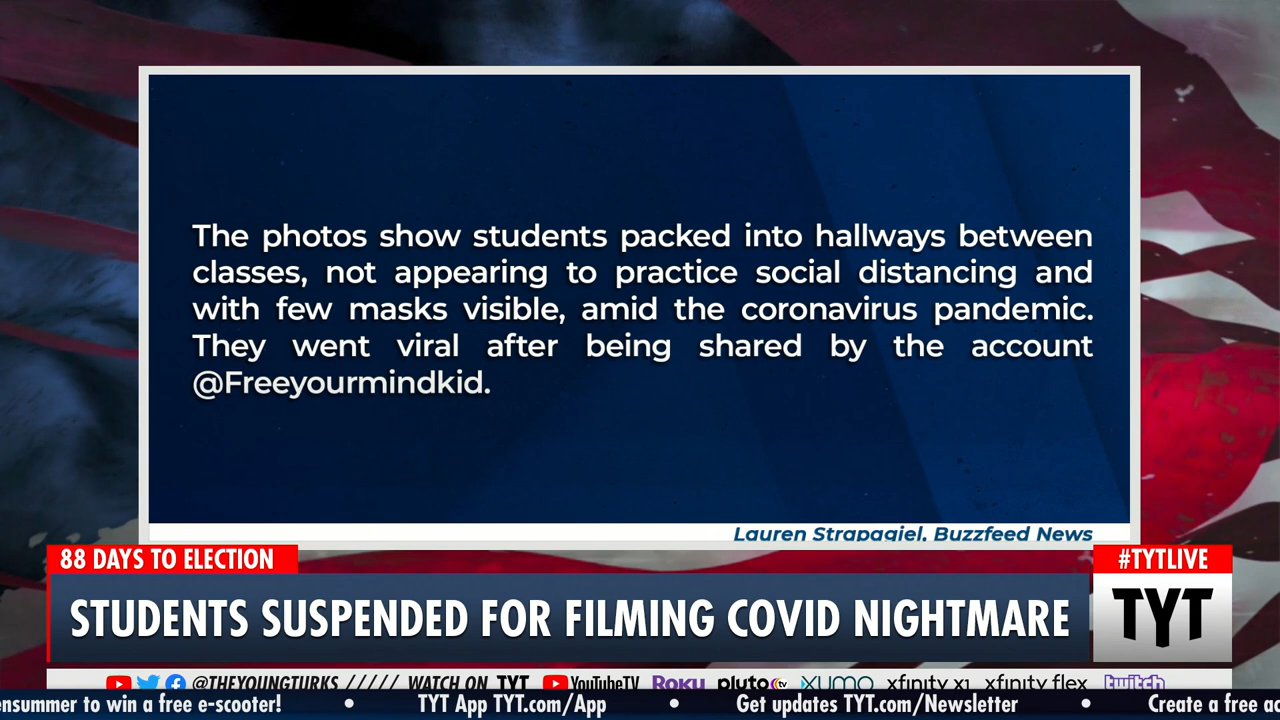 The photos show students packed into hallways between
classes, not appearing to practice social distancing and
with few masks visible, amid the coronavirus pandemic.
They went viral after being shared by the account
@Freeyourmindkid.
Lauren Strapagiel, Buzzfeed News
88 DAYS TO ELECTION
#TYTLIVE
STUDENTS SUSPENDED FOR FILMING COVID NIGHTMARE
TYT
@THEYOUNGTURKS ///// WATCH ON TYT YouTubeTV ROKU pluto tv XUMO xfinity x1 xfinity flex twitch
to win a free e-scooter! • TYT App TYT.com/App • Get updates TYT.com/Newsletter • Create a free